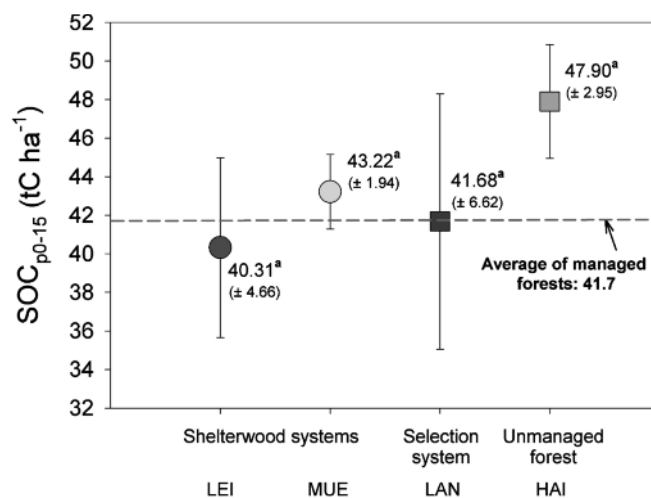 52
50
48
46
44
42
40
38
36
34
32
SOCp0-15 (tC ha⁻¹)
47.90ᵃ
(± 2.95)
43.22ᵃ
(± 1.94)
41.68ᵃ
(± 6.62)
40.31ᵃ
(± 4.66)
Average of managed
forests: 41.7
Shelterwood systems
Selection
system
Unmanaged
forest
LEI MUE LAN HAI